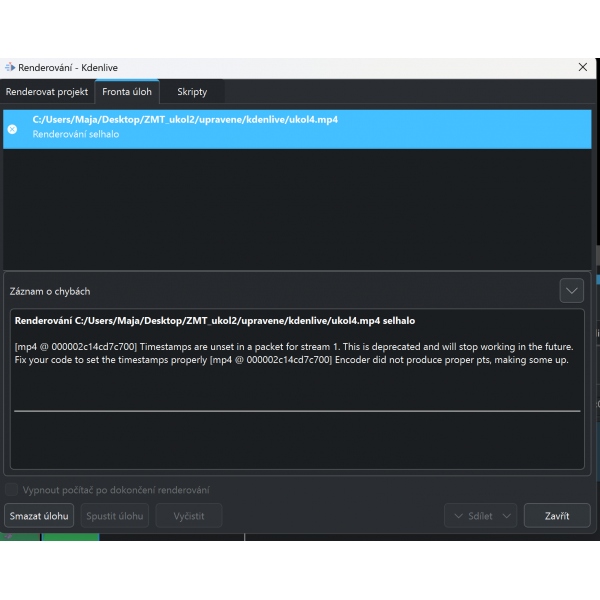 Renderování - Kdenlive
Renderovat projekt
Fronta úloh
Skripty
C:/Users/Maja/Desktop/ZMT_ukol2/upravene/kdenlive/ukol4.mp4
Renderování selhalo
Záznam o chybách
Renderování C:/Users/Maja/Desktop/ZMT_ukol2/upravene/kdenlive/ukol4.mp4 selhalo
[mp4 @ 000002c14cd7c700] Timestamps are unset in a packet for stream 1. This is deprecated and will stop working in the future.
Fix your code to set the timestamps properly [mp4 @ 000002c14cd7c700] Encoder did not produce proper pts, making some up.
Vypnout počítač po dokončení renderování
Smazat úlohu
Spustit úlohu
Vyčistit
Sdílet
Zavřít